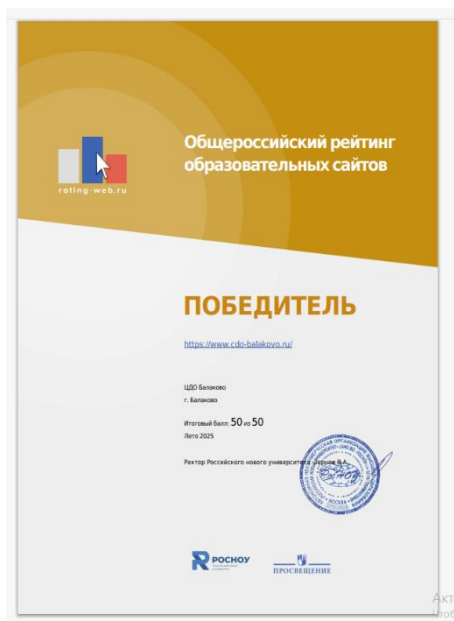 Общероссийский рейтинг
образовательных сайтов
rating-web.ru
ПОБЕДИТЕЛЬ
https://www.cdo-balakovo.ru/
ЦДО Балаково
г. Балаково
Итоговый балл: 50 из 50
Лето 2025
Ректор Российского нового университета
РОСНОУ
ПРОСВЕЩЕНИЕ